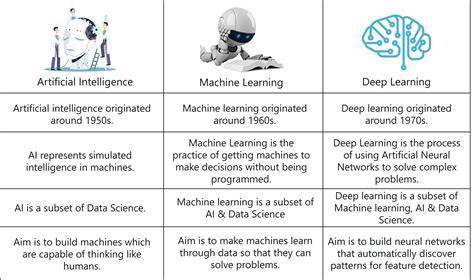 Artificial Intelligence
Machine Learning
Deep Learning
Artificial intelligence originated
around 1950s.
Machine learning originated
around 1960s.
Deep learning originated
around 1970s.
AI represents simulated
intelligence in machines.
Machine Learning is the
practice of getting machines to
make decisions without being
programmed.
Deep Learning is the process
of using Artificial Neural
Networks to solve complex
problems.
AI is a subset of Data Science.
Machine learning is a subset of
AI & Data Science
Deep learning is a subset of
Machine learning, AI & Data
Science.
Aim is to build machines which
are capable of thinking like
humans.
Aim is to make machines learn
through data so that they can
solve problems.
Aim is to build neural networks
that automatically discover
patterns for feature detection.